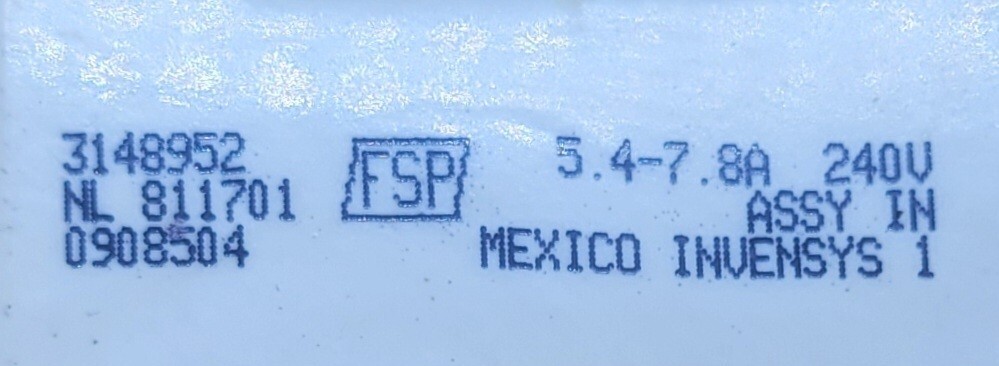 3148952 FSP 5.4-7.8A 240V
NL 811701 ASSY IN
0908504 MEXICO INVENSYS 1